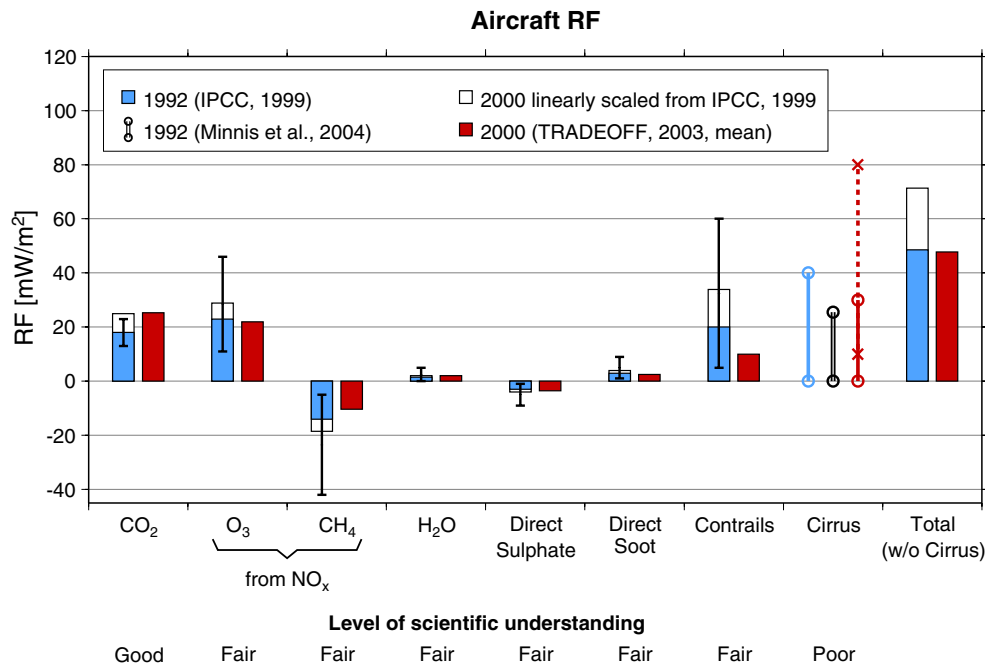 Aircraft RF
120
100
80
60
40
20
0
-20
-40
RF [mW/m²]
1992 (IPCC, 1999)
2000 linearly scaled from IPCC, 1999
1992 (Minnis et al., 2004)
2000 (TRADEOFF, 2003, mean)
CO₂
O₃
CH₄
H₂O
Direct
Sulphate
Direct
Soot
Contrails
Cirrus
Total
(w/o Cirrus)
from NOₓ
Level of scientific understanding
Good Fair Fair Fair Fair Fair Fair Poor